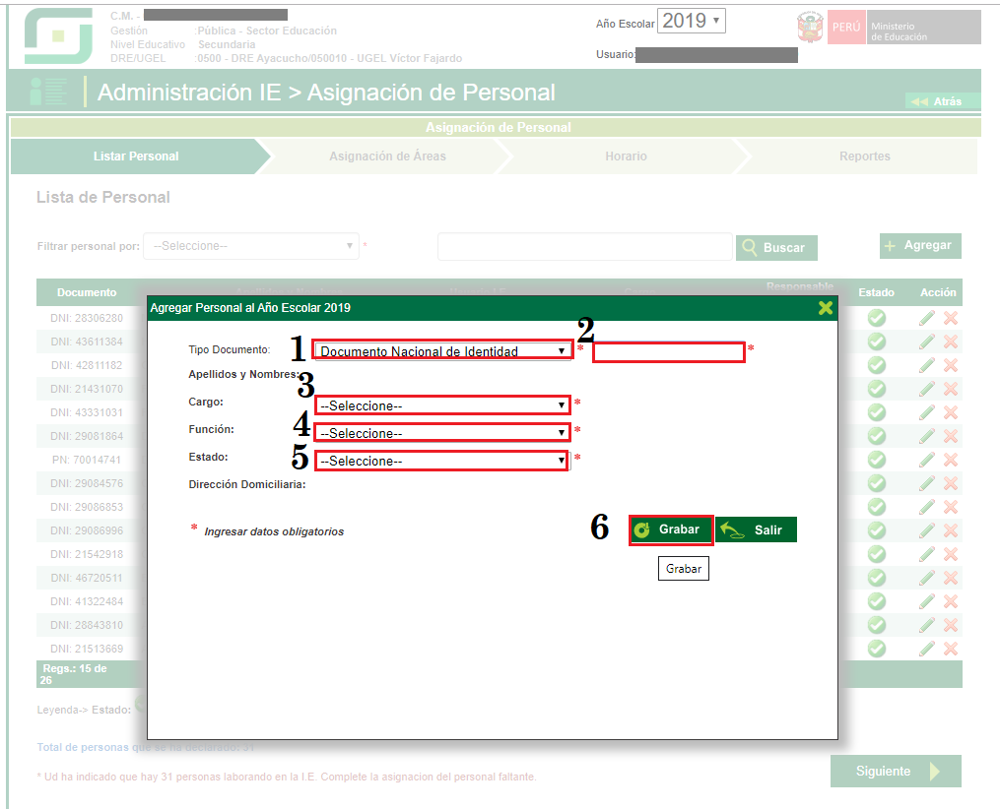 C.M. -
Gestión :Pública - Sector Educación
Nivel Educativo Secundaria
DRE/UGEL :0500 - DRE Ayacucho/050010 - UGEL Víctor Fajardo
Año Escolar 2019
Usuario:
PERÚ Ministerio
de Educación
Administración IE > Asignación de Personal
Atrás
Asignación de Personal
Listar Personal Asignación de Áreas Horario Reportes
Lista de Personal
Filtrar personal por: --Seleccione-- * Buscar + Agregar
Documento Responsable Estado Acción
Agregar Personal al Año Escolar 2019
Tipo Documento: 1 Documento Nacional de Identidad * 2 *
Apellidos y Nombres:
Cargo: 3 --Seleccione-- *
Función: 4 --Seleccione-- *
Estado: 5 --Seleccione-- *
Dirección Domiciliaria:
* Ingresar datos obligatorios
6 Grabar Salir
Grabar
DNI: 28306280
DNI: 43611384
DNI: 42811182
DNI: 21431070
DNI: 43331031
DNI: 29081864
PN: 70014741
DNI: 29084576
DNI: 29086853
DNI: 29086996
DNI: 21542918
DNI: 46720511
DNI: 41322484
DNI: 28843810
DNI: 21513669
Regs.: 15 de
26
Leyenda-> Estado:
Total de personas que se ha declarado: 31
* Ud ha indicado que hay 31 personas laborando en la I.E. Complete la asignacion del personal faltante.
Siguiente